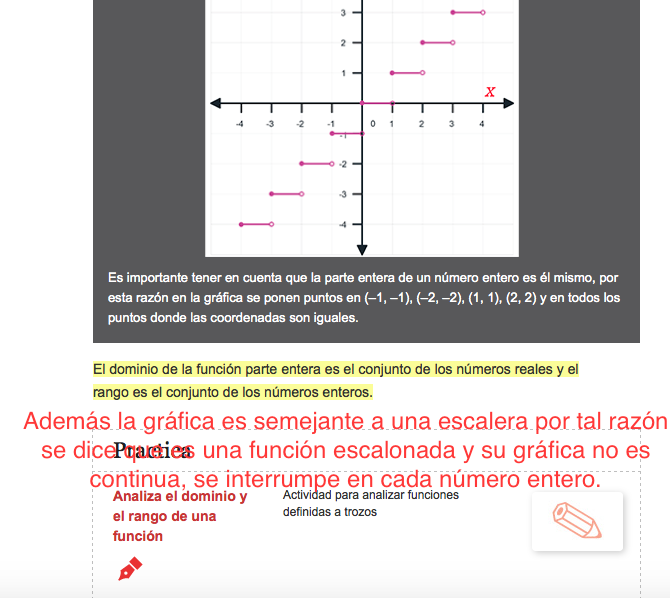 3
2
1
X
-4 -3 -2 -1 0 1 2 3 4
-1
-2
-3
-4
Es importante tener en cuenta que la parte entera de un número entero es él mismo, por
esta razón en la gráfica se ponen puntos en (–1, –1), (–2, –2), (1, 1), (2, 2) y en todos los
puntos donde las coordenadas son iguales.
El dominio de la función parte entera es el conjunto de los números reales y el
rango es el conjunto de los números enteros.
Además la gráfica es semejante a una escalera por tal razón
se dice que es una función escalonada y su gráfica no es
Practica
continua, se interrumpe en cada número entero.
Analiza el dominio y
el rango de una
función
Actividad para analizar funciones
definidas a trozos